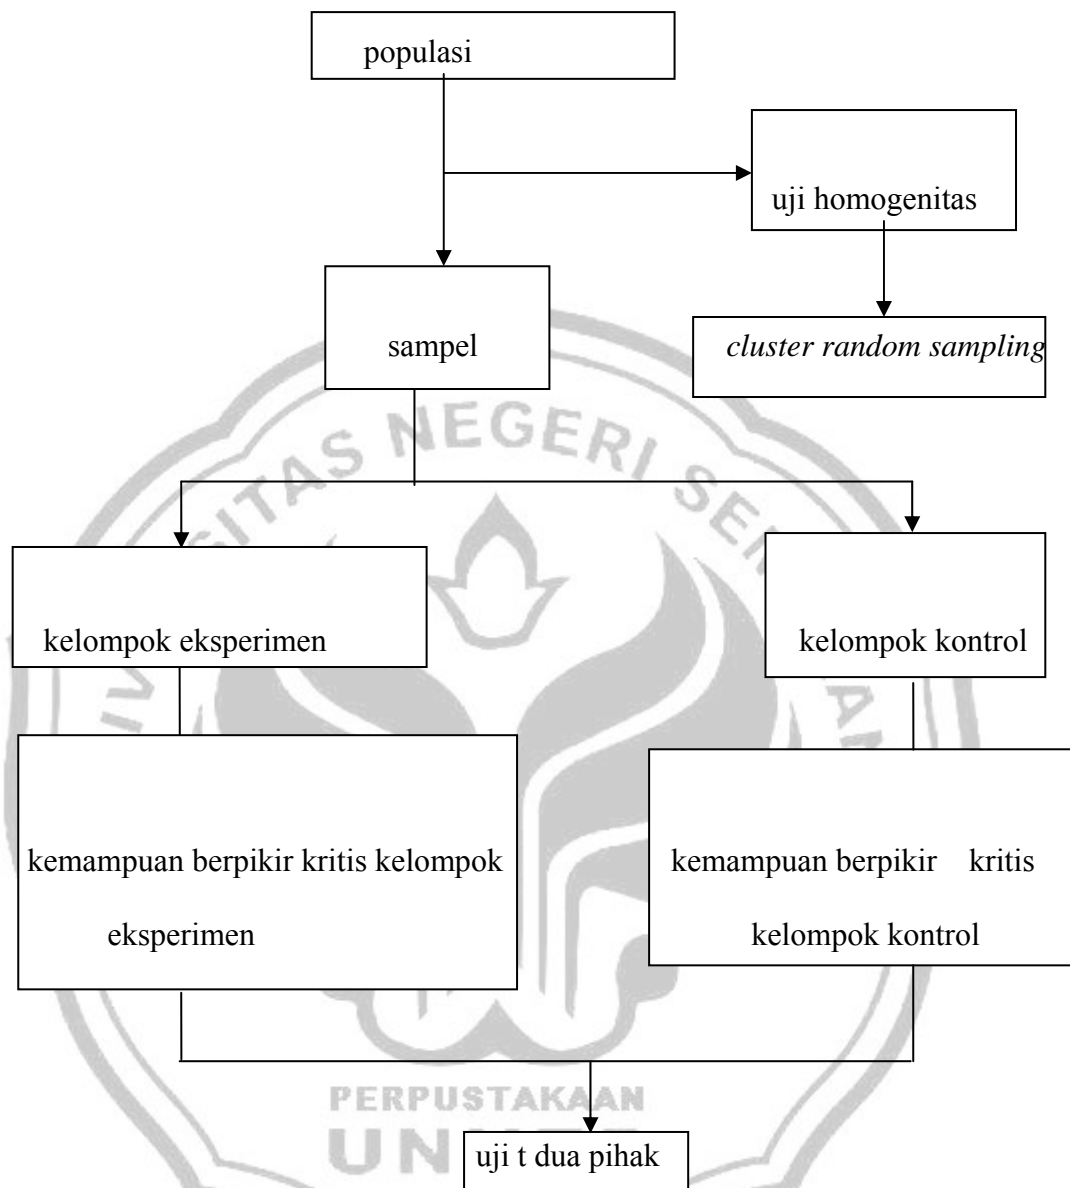 populasi
uji homogenitas
sampel
cluster random sampling
NEGERI
kelompok eksperimen
kelompok kontrol
kemampuan berpikir kritis kelompok
eksperimen
kemampuan berpikir kritis
kelompok kontrol
PERPUSTAKAAN
uji t dua pihak